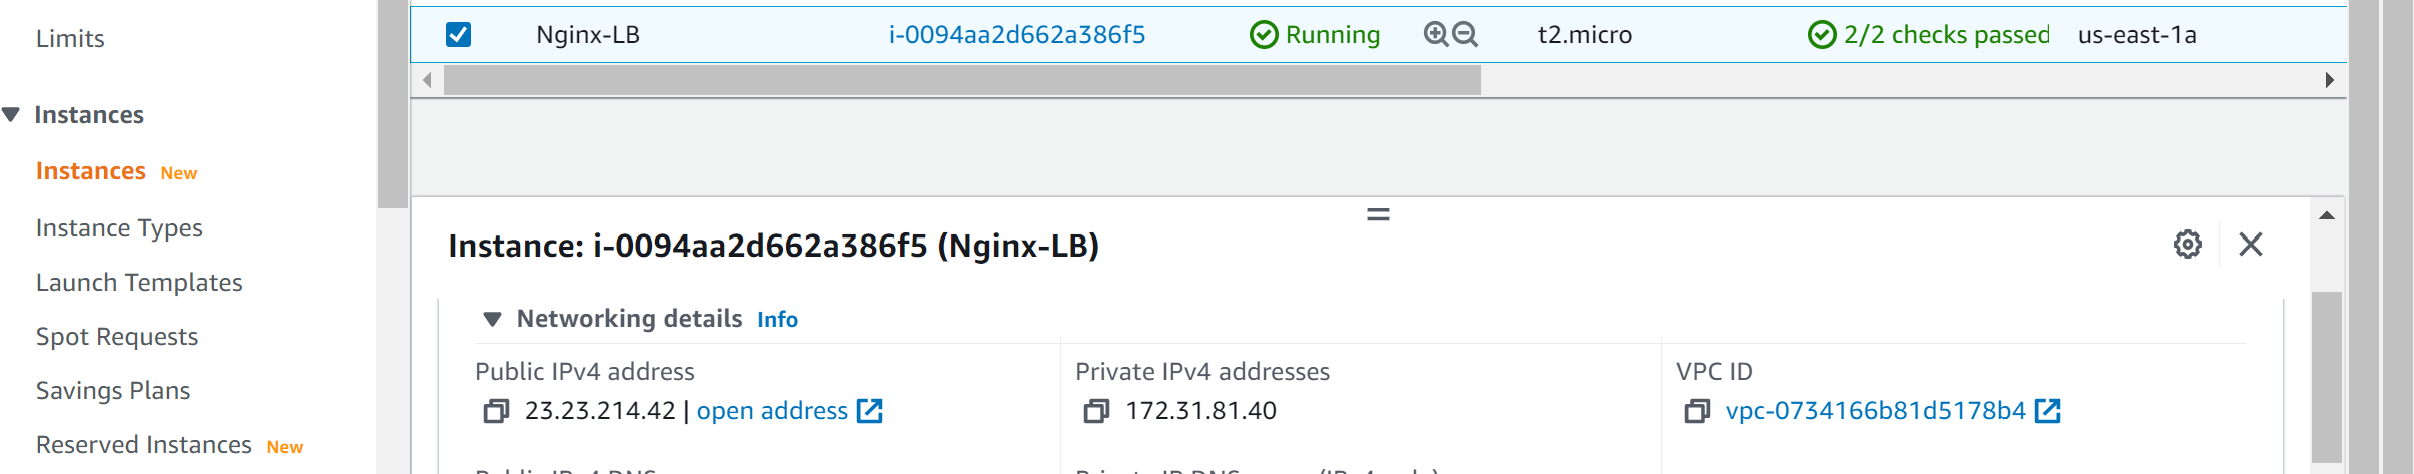 Limits
Instances
Instances New
Instance Types
Launch Templates
Spot Requests
Savings Plans
Reserved Instances New
Nginx-LB i-0094aa2d662a386f5 Running t2.micro 2/2 checks passed us-east-1a
Instance: i-0094aa2d662a386f5 (Nginx-LB)
Networking details Info
Public IPv4 address Private IPv4 addresses VPC ID
23.23.214.42 | open address 172.31.81.40 vpc-0734166b81d5178b4